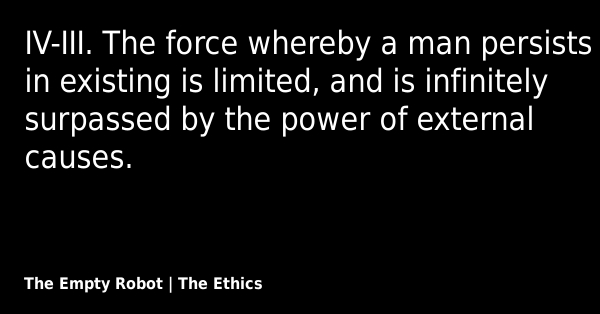 IV-III. The force whereby a man persists
in existing is limited, and is infinitely
surpassed by the power of external
causes.
The Empty Robot | The Ethics